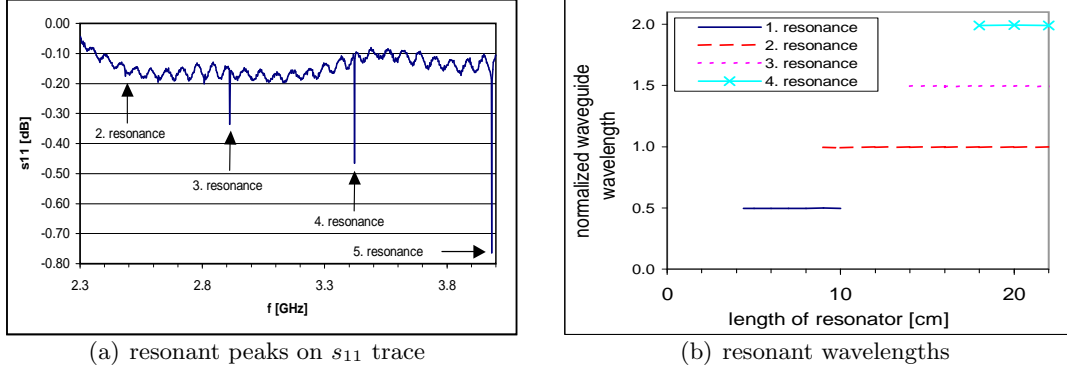 0.00
-0.10
-0.20
-0.30
-0.40
-0.50
-0.60
-0.70
-0.80
s11 [dB]
2. resonance
3. resonance
4. resonance
5. resonance
2.3
2.8
3.3
3.8
f [GHz]
(a) resonant peaks on s11 trace
2.0
1.5
1.0
0.5
0.0
normalized waveguide
wavelength
1. resonance
2. resonance
3. resonance
4. resonance
0
10
20
length of resonator [cm]
(b) resonant wavelengths